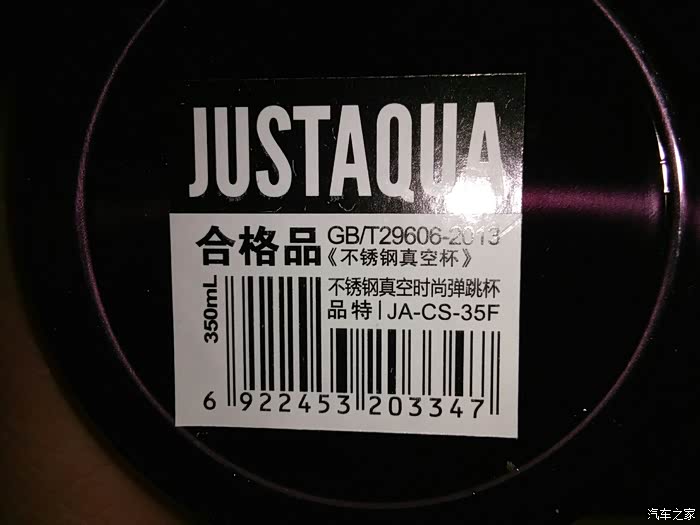 JUSTAQUA
合格品
GB/T29606-2013
《不锈钢真空杯》
350mL
不锈钢真空时尚弹跳杯
品特|JA-CS-35F
6 922453 203347
汽车之家